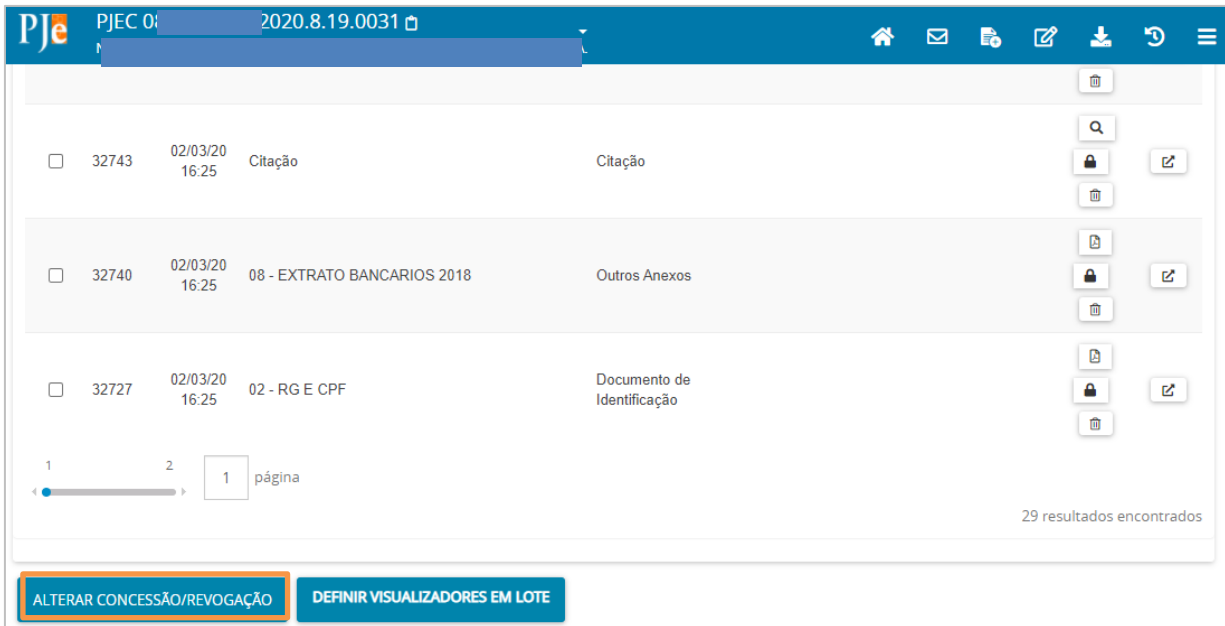 PJe PJEC 08 2020.8.19.0031
32743 02/03/20 16:25 Citação Citação
32740 02/03/20 16:25 08 - EXTRATO BANCARIOS 2018 Outros Anexos
32727 02/03/20 16:25 02 - RG E CPF Documento de Identificação
1 2 1 página
29 resultados encontrados
ALTERAR CONCESSÃO/REVOGAÇÃO DEFINIR VISUALIZADORES EM LOTE